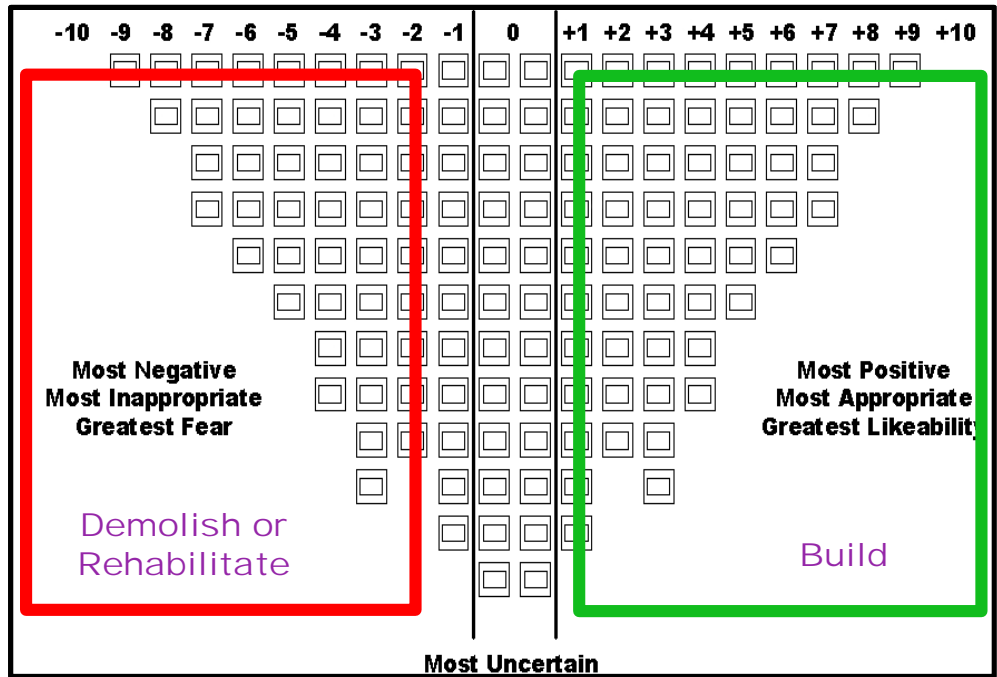 -10 -9 -8 -7 -6 -5 -4 -3 -2 -1 0 +1 +2 +3 +4 +5 +6 +7 +8 +9 +10
Most Negative
Most Inappropriate
Greatest Fear
Most Positive
Most Appropriate
Greatest Likeability
Demolish or
Rehabilitate
Build
Most Uncertain